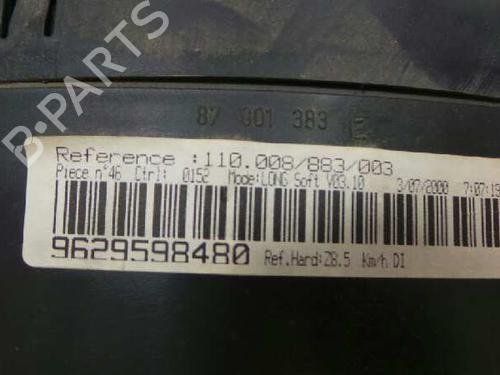 B-PARTS
87 001 383
Reference :110.008/883/003
Piece n°46 Ctrl: 0152 Mode:LONG Soft V03.10 3/07/2000 7:07:19
9629598480 Ref.Hard:28.5 Km/h DI